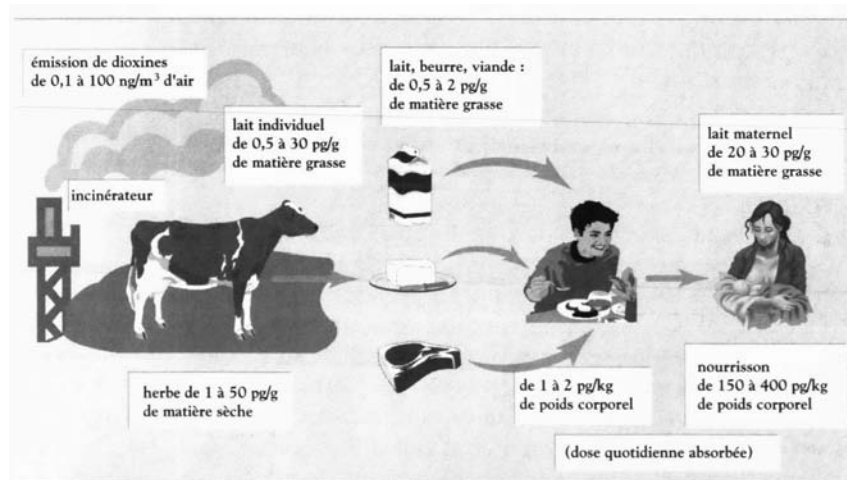 émission de dioxines
de 0,1 à 100 ng/m³ d'air
lait, beurre, viande :
de 0,5 à 2 pg/g
de matière grasse
lait individuel
de 0,5 à 30 pg/g
de matière grasse
lait maternel
de 20 à 30 pg/g
de matière grasse
incinérateur
herbe de 1 à 50 pg/g
de matière sèche
de 1 à 2 pg/kg
de poids corporel
nourrisson
de 150 à 400 pg/kg
de poids corporel
(dose quotidienne absorbée)